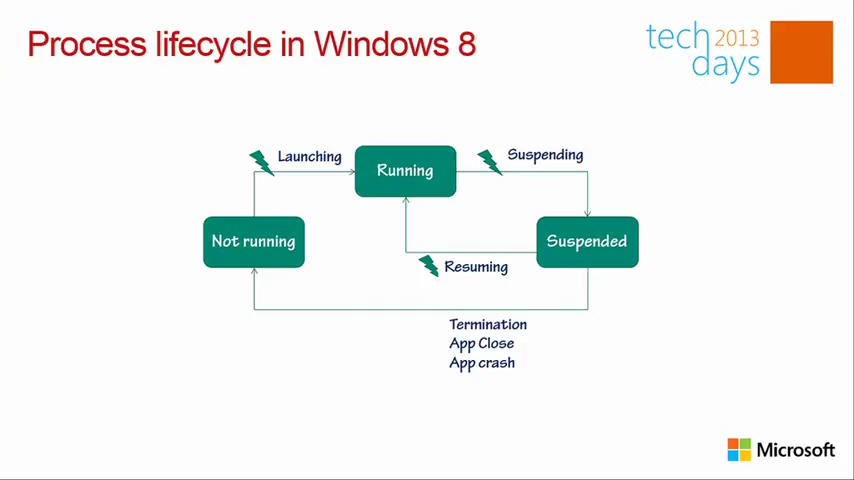 Process lifecycle in Windows 8
tech 2013
days
Launching
Running
Suspending
Not running
Suspended
Resuming
Termination
App Close
App crash
Microsoft